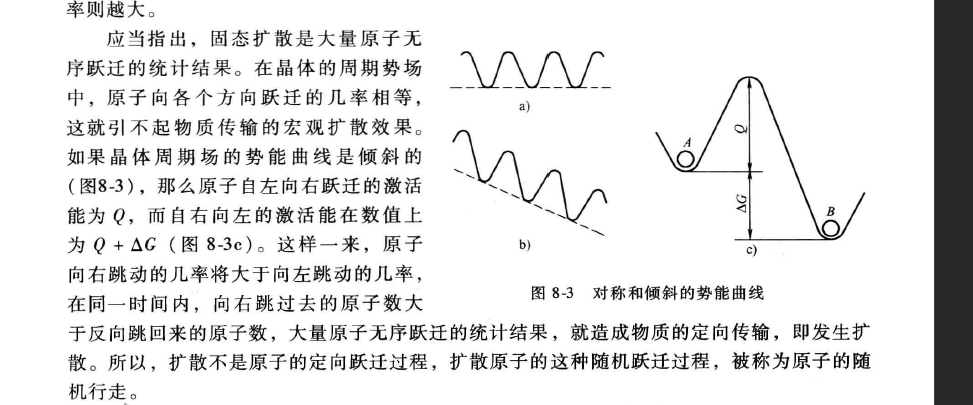 率则越大。
应当指出，固态扩散是大量原子无
序跃迁的统计结果。在晶体的周期势场
中，原子向各个方向跃迁的几率相等，
这就引不起物质传输的宏观扩散效果。
如果晶体周期场的势能曲线是倾斜的
(图8-3)，那么原子自左向右跃迁的激活
能为 Q，而自右向左的激活能在数值上
为 Q + ΔG（图 8-3c）。这样一来，原子
向右跳动的几率将大于向左跳动的几率，
在同一时间内，向右跳过去的原子数大
于反向跳回来的原子数，大量原子无序跃迁的统计结果，就造成物质的定向传输，即发生扩
散。所以，扩散不是原子的定向跃迁过程，扩散原子的这种随机跃迁过程，被称为原子的随
机行走。
a)
b)
A
Q
ΔG
B
c)
图 8-3 对称和倾斜的势能曲线